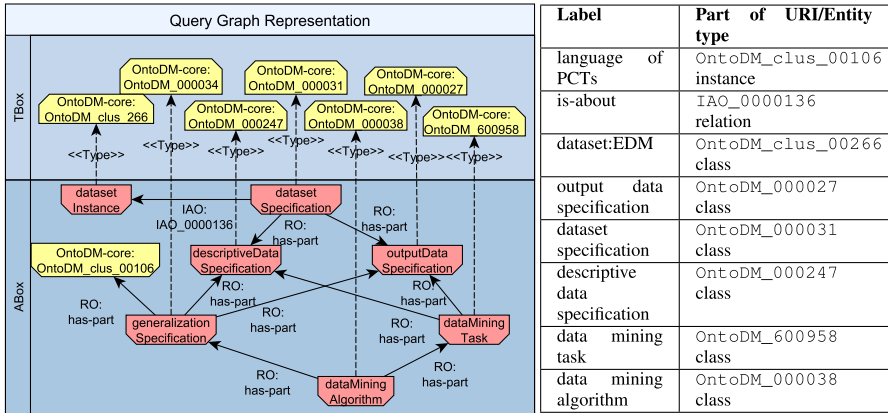 Query Graph Representation
TBox
OntoDM-core:
OntoDM_clus_266
OntoDM-core:
OntoDM_000034
OntoDM-core:
OntoDM_000247
OntoDM-core:
OntoDM_000031
OntoDM-core:
OntoDM_000038
OntoDM-core:
OntoDM_000027
OntoDM-core:
OntoDM_600958
<<Type>>
<<Type>>
<<Type>>
<<Type>>
<<Type>>
<<Type>>
<<Type>>
ABox
dataset
Instance
IAO:
IAO_0000136
dataset
Specification
RO:
has-part
RO:
has-part
OntoDM-core:
OntoDM_clus_00106
descriptiveData
Specification
outputData
Specification
RO:
has-part
RO:
has-part
RO:
has-part
RO:
has-part
RO:
has-part
generalization
Specification
dataMining
Task
RO:
has-part
RO:
has-part
dataMining
Algorithm
Label
Part of URI/Entity
type
language of
PCTs
OntoDM_clus_00106
instance
is-about
IAO_0000136
relation
dataset:EDM
OntoDM_clus_00266
class
output data
specification
OntoDM_000027
class
dataset
specification
OntoDM_000031
class
descriptive
data
specification
OntoDM_000247
class
data mining
task
OntoDM_600958
class
data mining
algorithm
OntoDM_000038
class